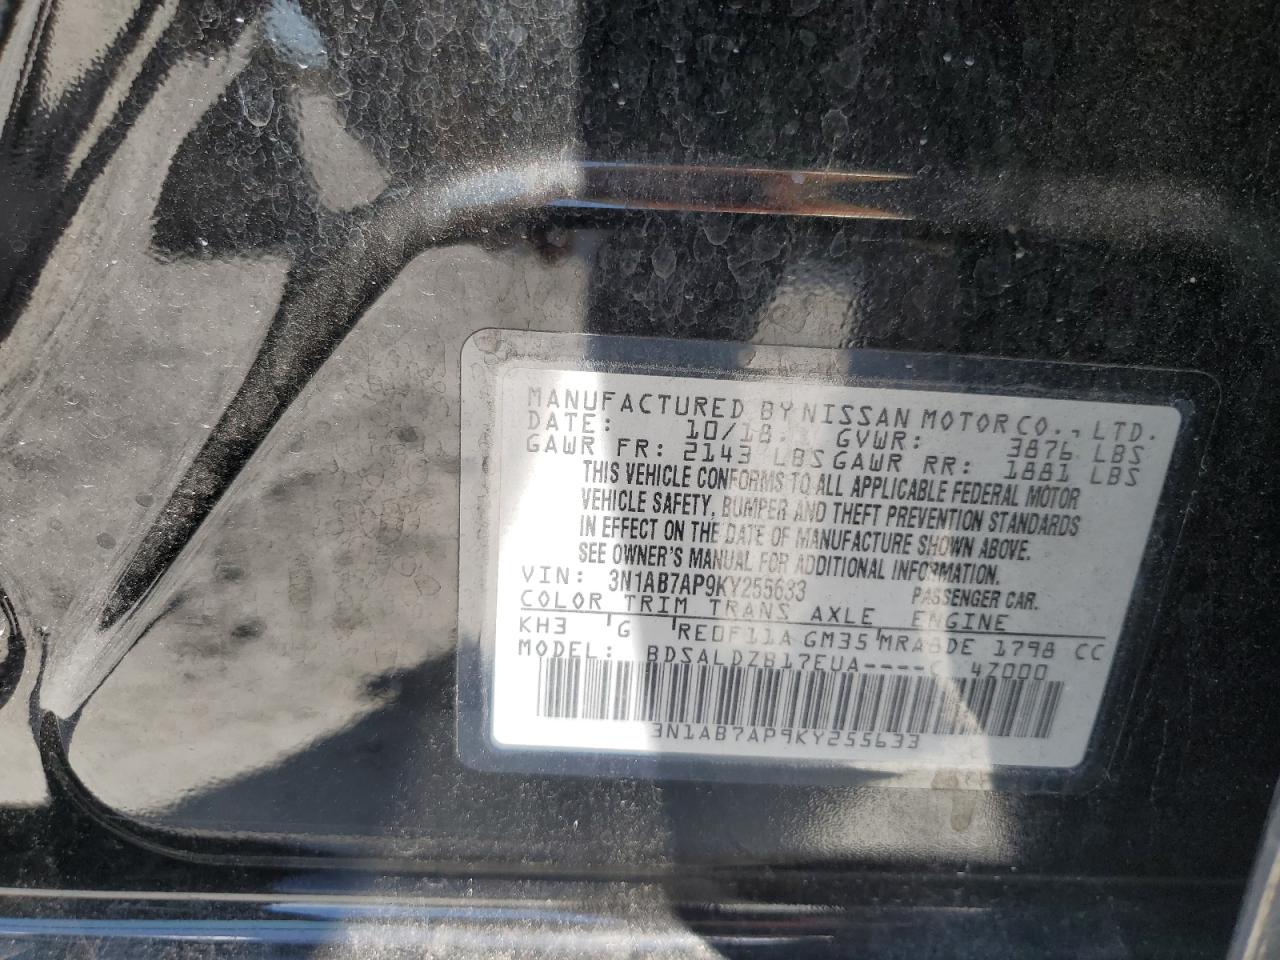 MANUFACTURED BY NISSAN MOTOR CO., LTD.
DATE: 10/18 GVWR: 3876 LBS
GAWR FR: 2143 LBS GAWR RR: 1881 LBS
THIS VEHICLE CONFORMS TO ALL APPLICABLE FEDERAL MOTOR
VEHICLE SAFETY, BUMPER AND THEFT PREVENTION STANDARDS
IN EFFECT ON THE DATE OF MANUFACTURE SHOWN ABOVE.
SEE OWNER'S MANUAL FOR ADDITIONAL INFORMATION.
VIN: 3N1AB7AP9KY255633 PASSENGER CAR.
COLOR TRIM TRANS AXLE ENGINE
KH3 G RE0F11A GM35 MRA8DE 1798 CC
MODEL: BDSALDZB17EUA----C 4Z000
3N1AB7AP9KY255633